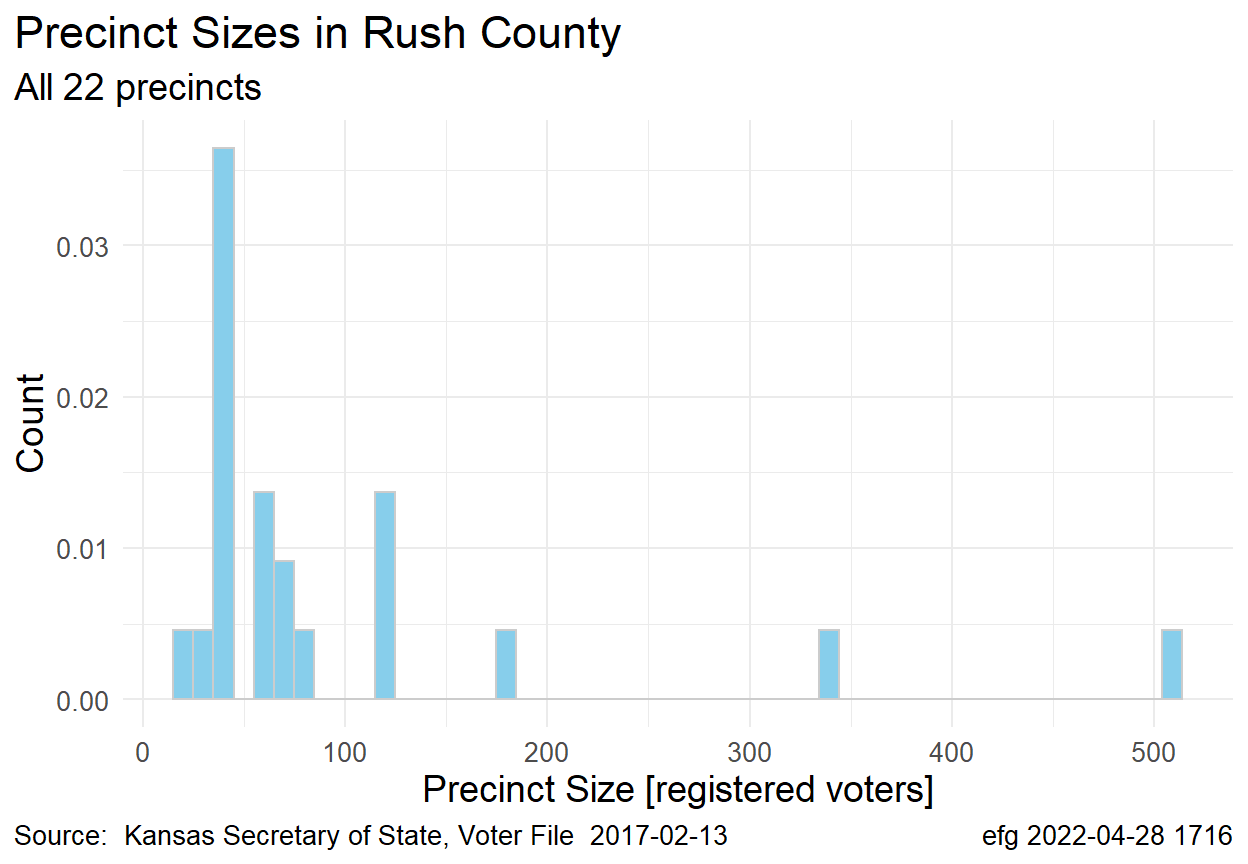 Precinct Sizes in Rush County
All 22 precincts
Count
0.03
0.02
0.01
0.00
0 100 200 300 400 500
Precinct Size [registered voters]
Source:  Kansas Secretary of State, Voter File  2017-02-13
efg 2022-04-28 1716